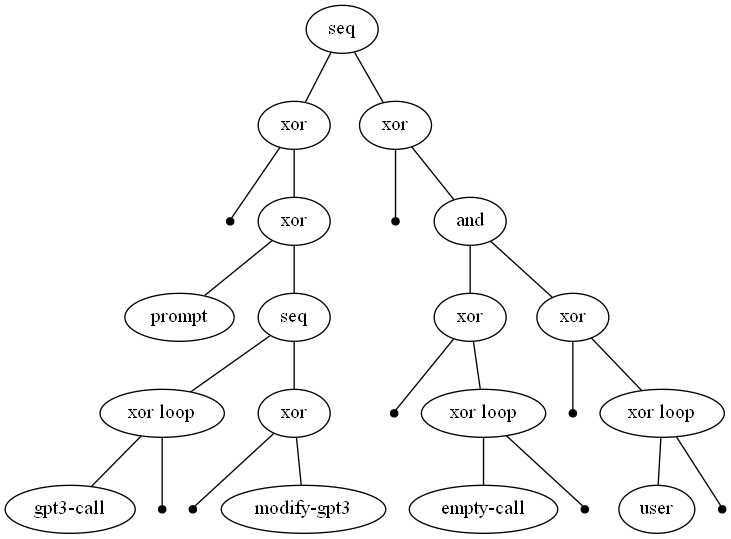 seq
xor xor
xor and
prompt seq xor xor
xor loop xor xor loop xor loop
gpt3-call modify-gpt3 empty-call user